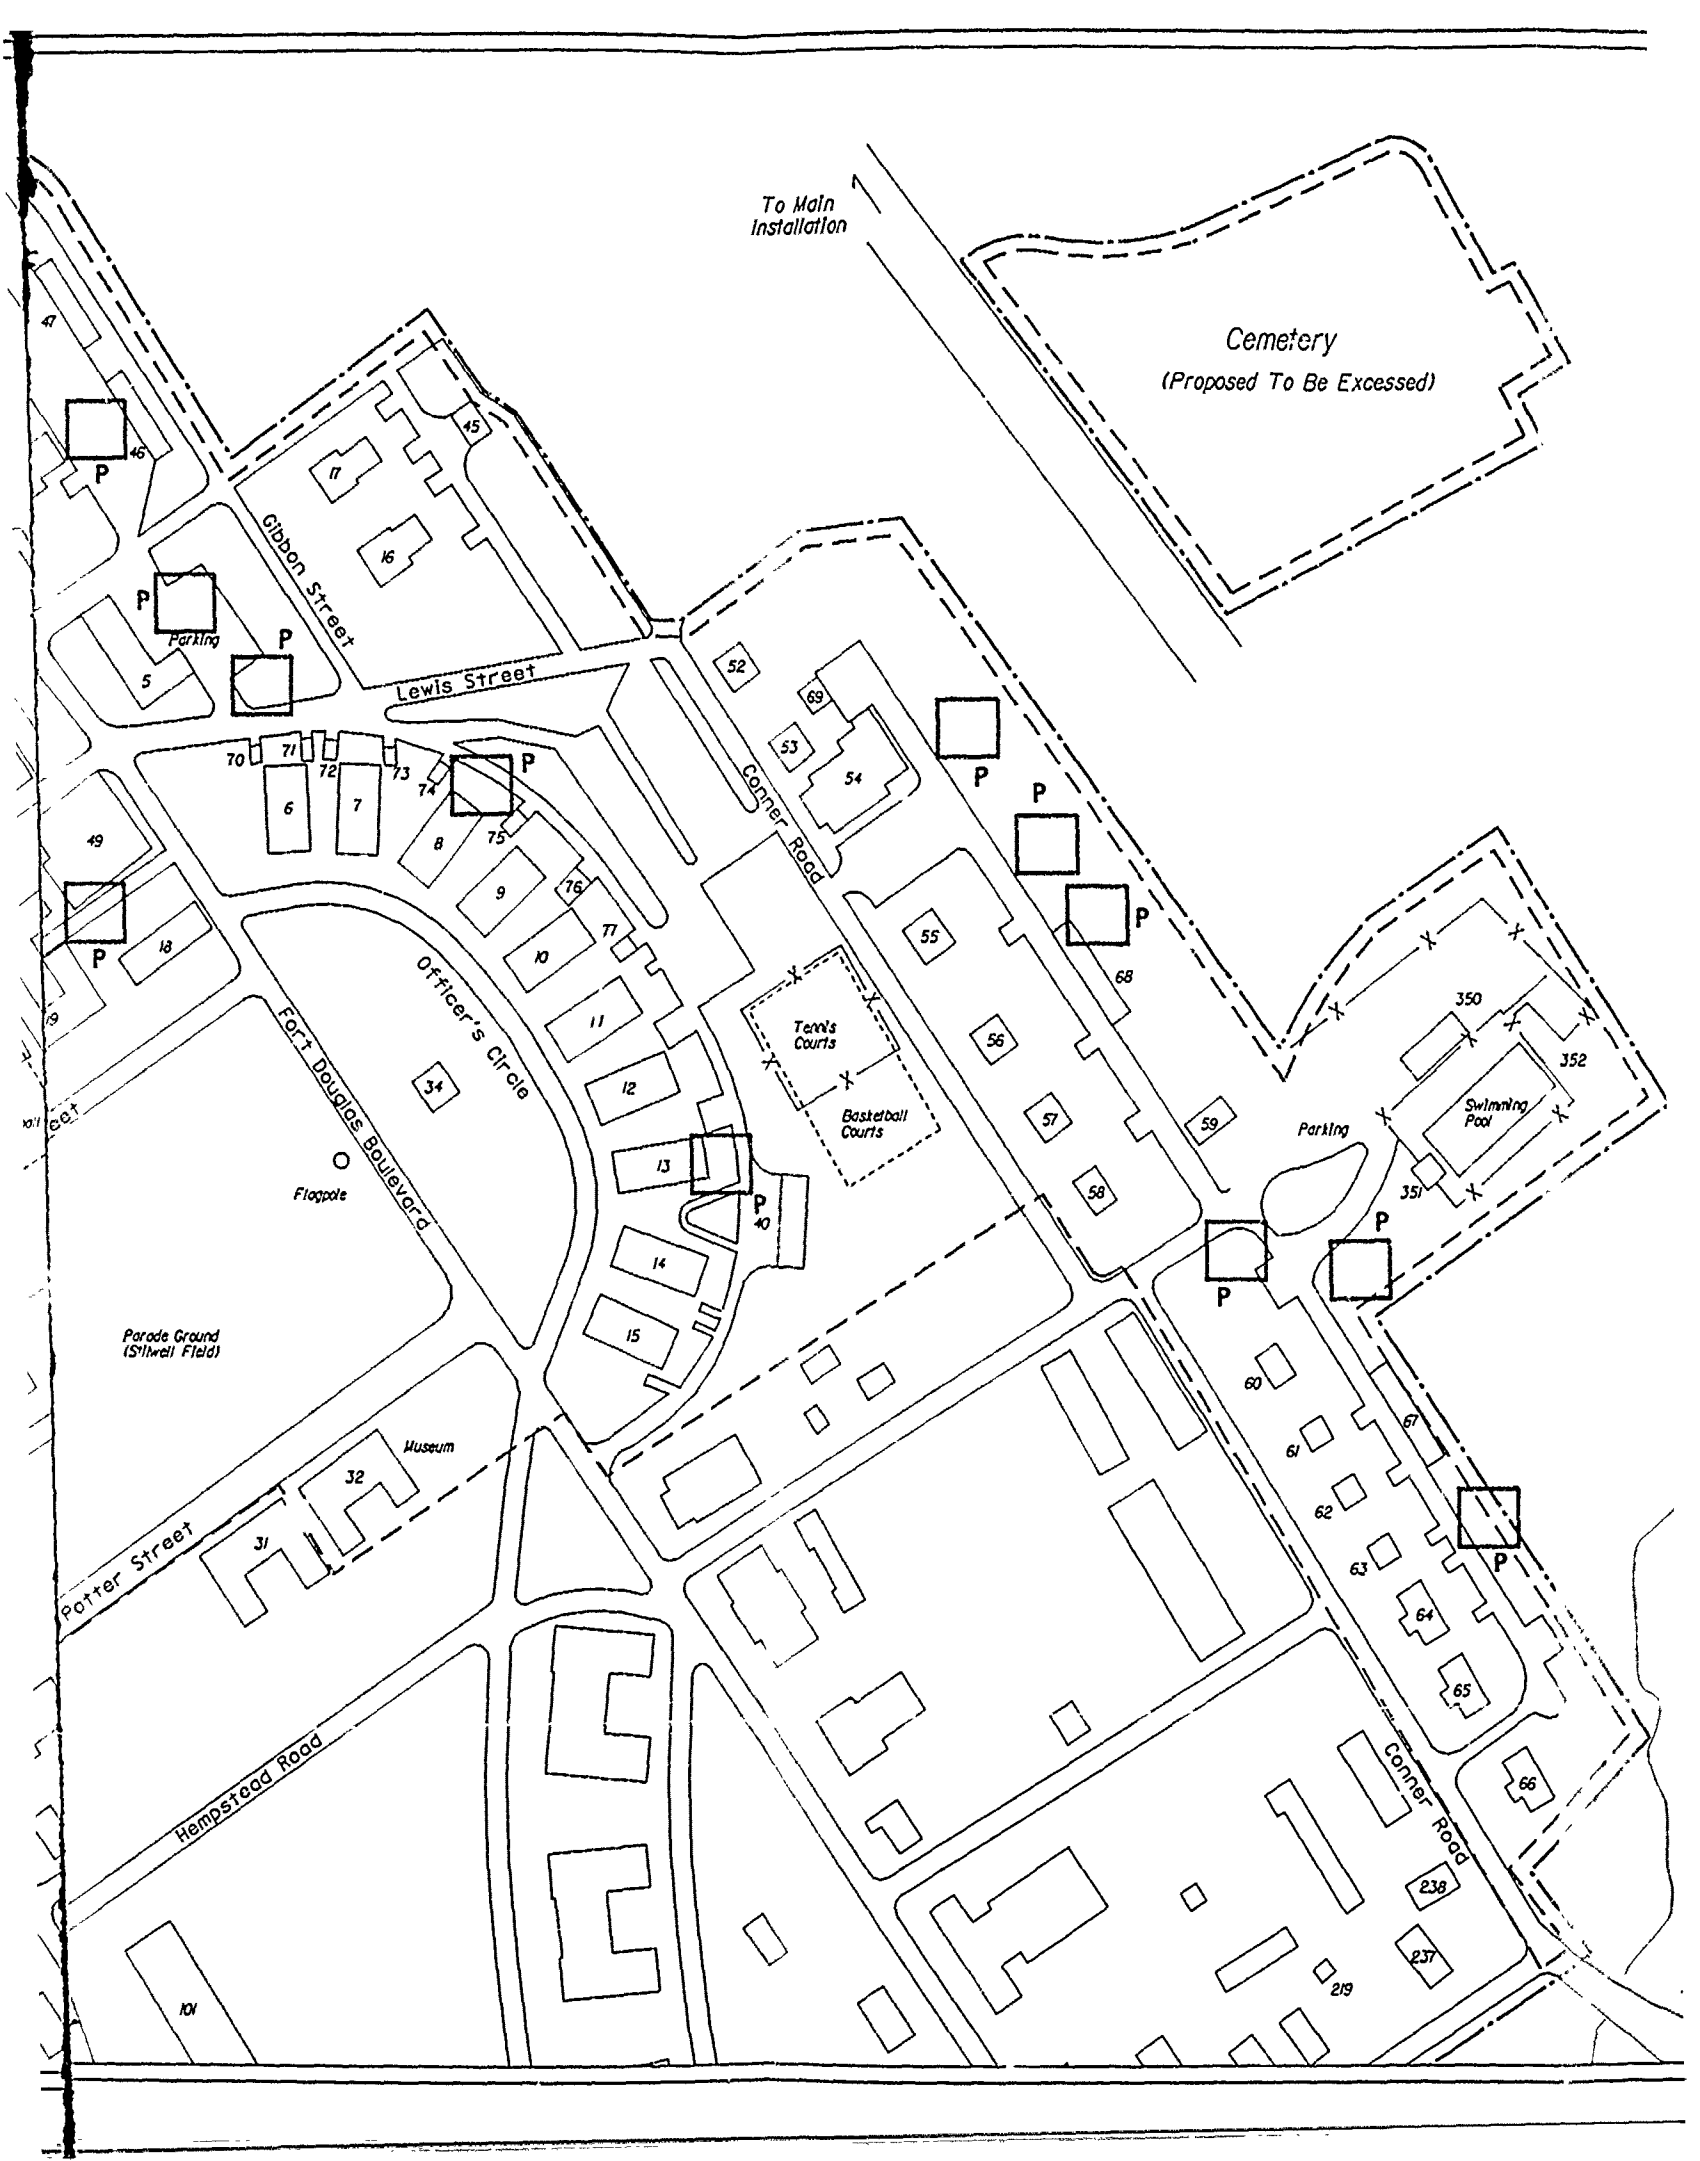 To Main
Installation
Cemetery
(Proposed To Be Excessed)
47
46
P
45
17
16
Gibbon Street
P
Parking
P
5
Lewis Street
52
69
53
54
P
P
P
70
71
72
73
74
P
75
6
7
8
9
76
77
10
49
18
P
19
Conner Road
55
68
56
57
58
59
Officer's Circle
Fort Douglas Boulevard
11
12
13
P
40
14
15
34
Tennis
Courts
Basketball
Courts
350
352
Swimming
Pool
351
Parking
P
P
Flagpole
Parade Ground
(Stilwell Field)
Museum
32
31
Potter Street
60
61
62
63
64
65
66
67
P
Hempstead Road
Conner Road
238
237
219
101